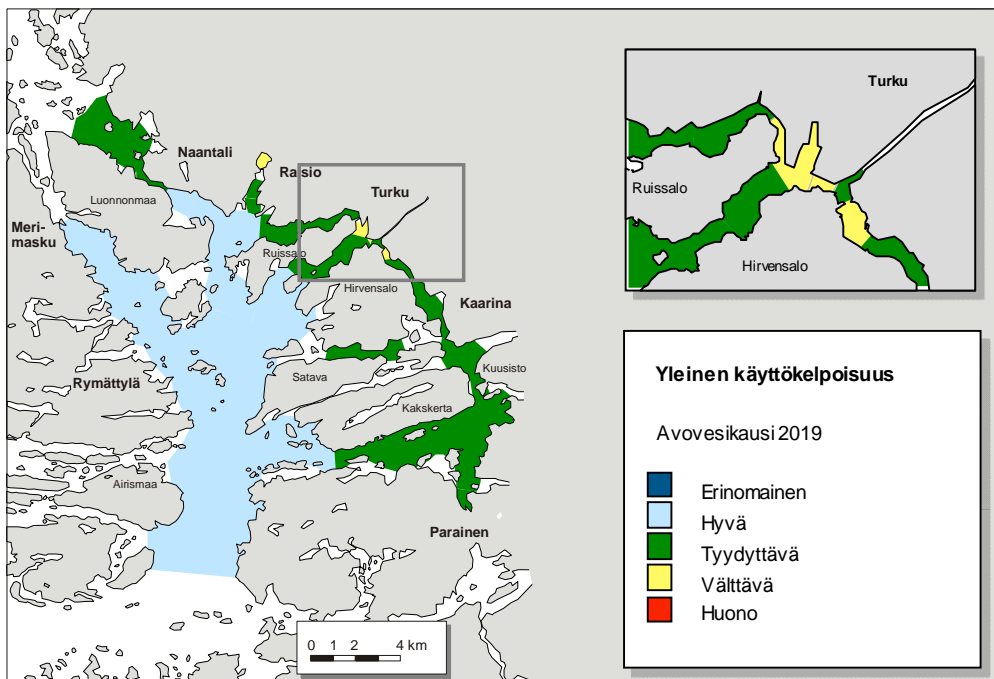 Naantali
Luonnonmaa
Raisio
Turku
Meri-
masku
Ruissalo
Hirvensalo
Kaarina
Rymättylä
Satava
Kuusisto
Kakskerta
Airismaa
Parainen
0 1 2 4 km
Turku
Ruissalo
Hirvensalo
Yleinen käyttökelpoisuus
Avovesikausi 2019
Erinomainen
Hyvä
Tyydyttävä
Välttävä
Huono